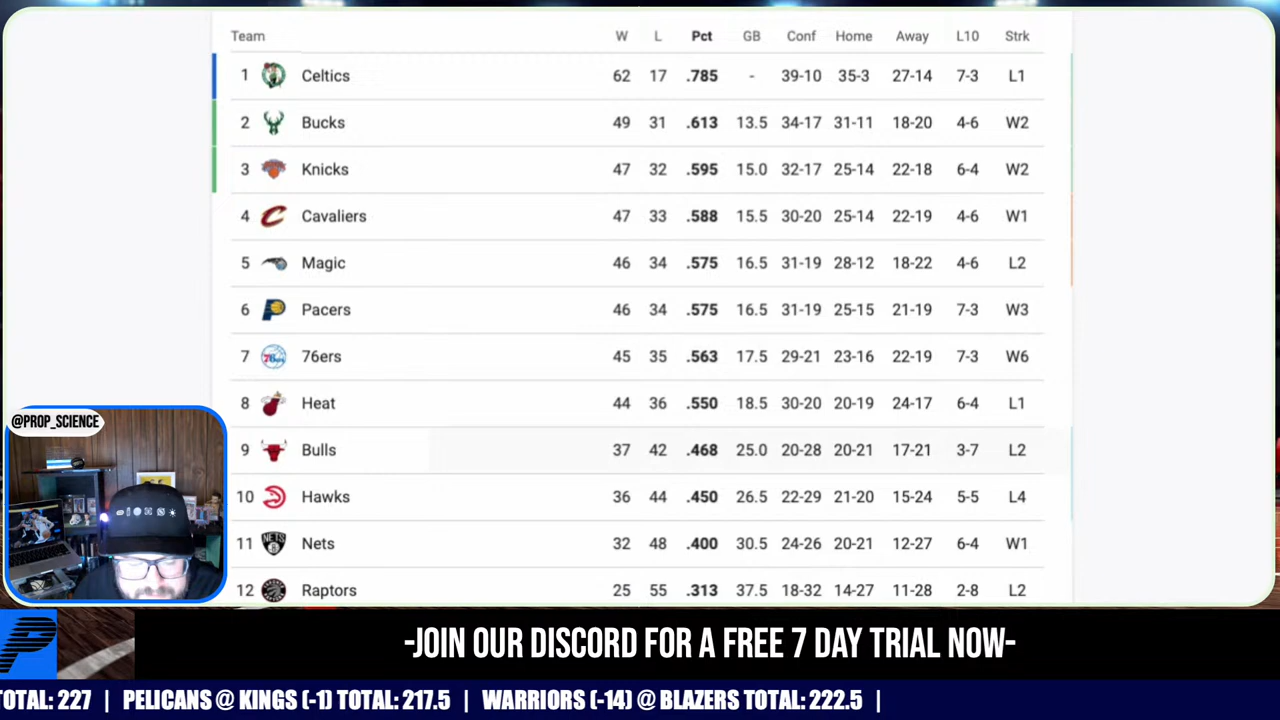 Team W L Pct GB Conf Home Away L10 Strk
1 Celtics 62 17 .785 - 39-10 35-3 27-14 7-3 L1
2 Bucks 49 31 .613 13.5 34-17 31-11 18-20 4-6 W2
3 Knicks 47 32 .595 15.0 32-17 25-14 22-18 6-4 W2
4 Cavaliers 47 33 .588 15.5 30-20 25-14 22-19 4-6 W1
5 Magic 46 34 .575 16.5 31-19 28-12 18-22 4-6 L2
6 Pacers 46 34 .575 16.5 31-19 25-15 21-19 7-3 W3
7 76ers 45 35 .563 17.5 29-21 23-16 22-19 7-3 W6
8 Heat 44 36 .550 18.5 30-20 20-19 24-17 6-4 L1
9 Bulls 37 42 .468 25.0 20-28 20-21 17-21 3-7 L2
10 Hawks 36 44 .450 26.5 22-29 21-20 15-24 5-5 L4
11 NETS Nets 32 48 .400 30.5 24-26 20-21 12-27 6-4 W1
12 Raptors 25 55 .313 37.5 18-32 14-27 11-28 2-8 L2
@PROP_SCIENCE
-JOIN OUR DISCORD FOR A FREE 7 DAY TRIAL NOW-
TOTAL: 227 | PELICANS @ KINGS (-1) TOTAL: 217.5 | WARRIORS (-14) @ BLAZERS TOTAL: 222.5 |